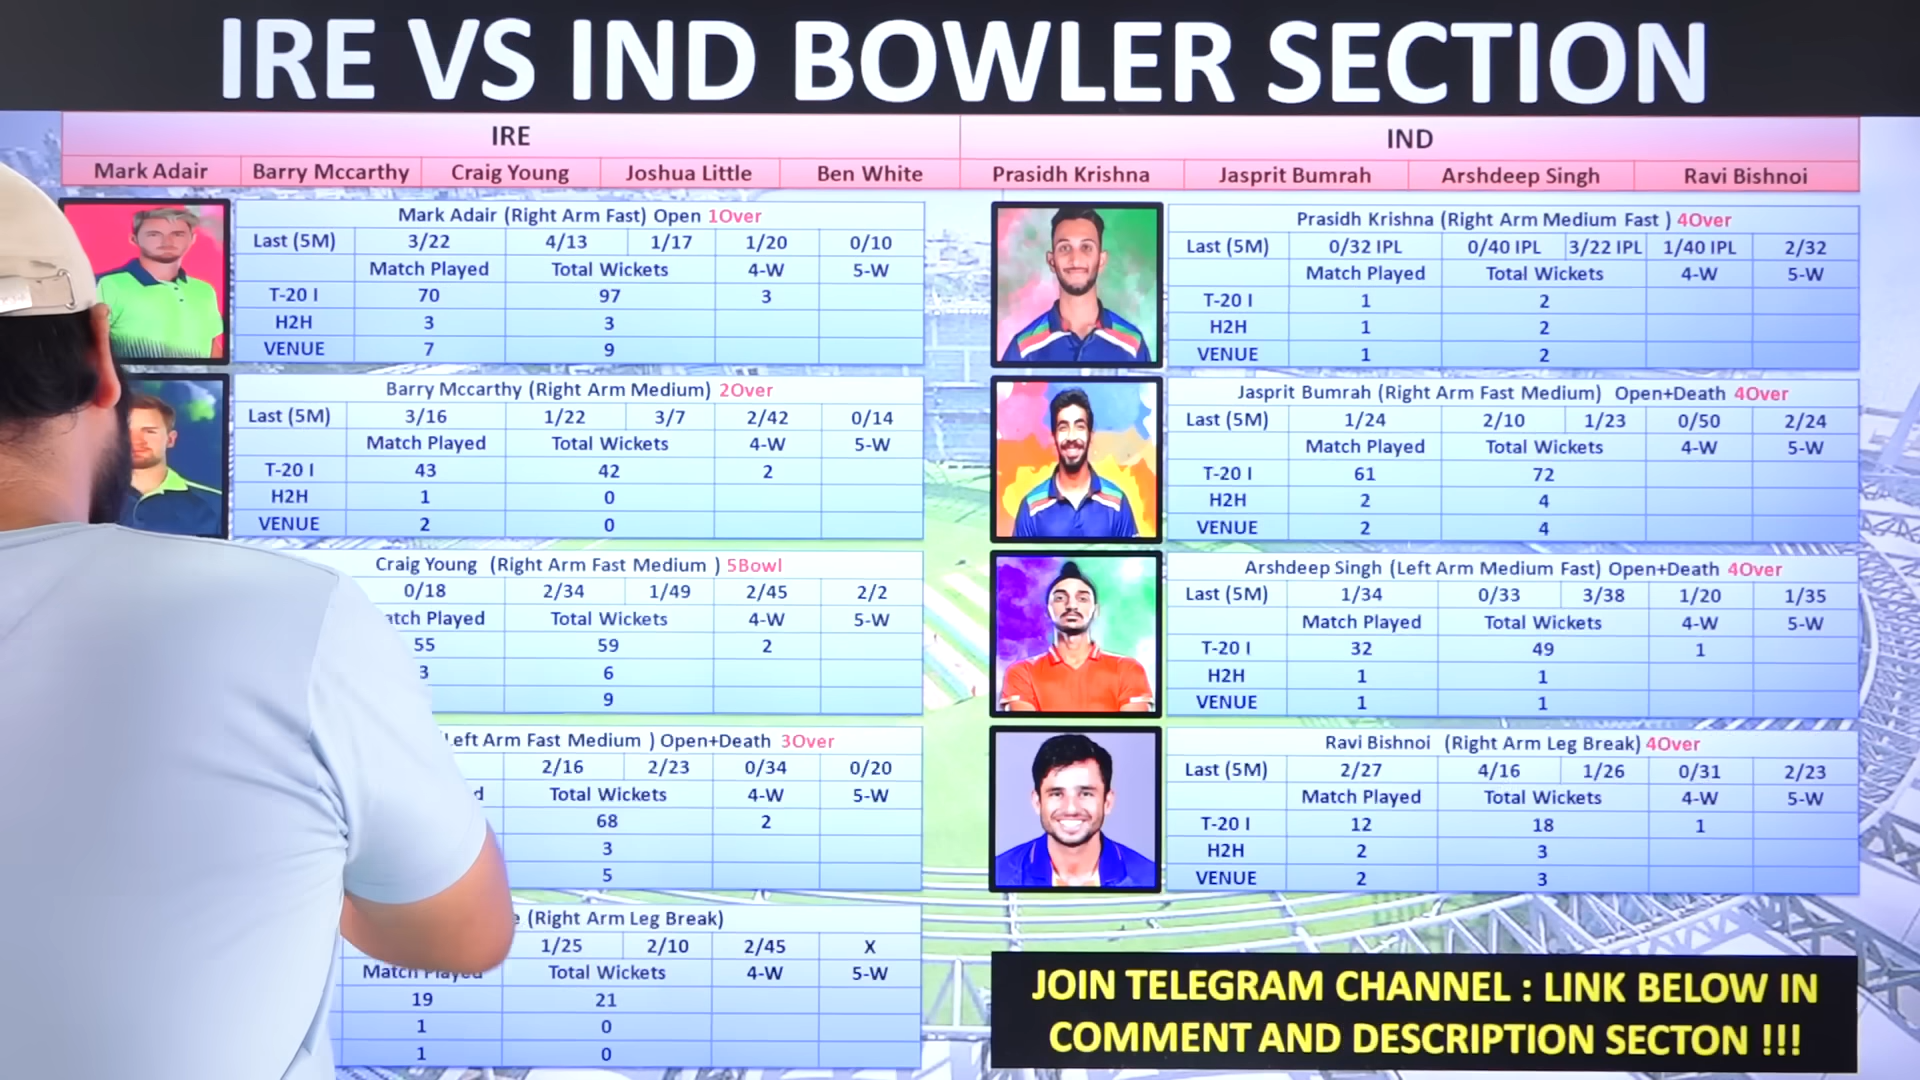 IRE VS IND BOWLER SECTION
IRE IND
Mark Adair Barry Mccarthy Craig Young Joshua Little Ben White Prasidh Krishna Jasprit Bumrah Arshdeep Singh Ravi Bishnoi
Mark Adair (Right Arm Fast) Open 1Over
Last (5M) 3/22 4/13 1/17 1/20 0/10
Match Played Total Wickets 4-W 5-W
T-20 I 70 97 3
H2H 3 3
VENUE 7 9
Barry Mccarthy (Right Arm Medium) 2Over
Last (5M) 3/16 1/22 3/7 2/42 0/14
Match Played Total Wickets 4-W 5-W
T-20 I 43 42 2
H2H 1 0
VENUE 2 0
Craig Young (Right Arm Fast Medium ) 5Bowl
0/18 2/34 1/49 2/45 2/2
Played Total Wickets 4-W 5-W
55 59 2
3 6
9
Left Arm Fast Medium ) Open+Death 3Over
2/16 2/23 0/34 0/20
Total Wickets 4-W 5-W
68 2
3
5
(Right Arm Leg Break)
1/25 2/10 2/45 X
Match Played Total Wickets 4-W 5-W
19 21
1 0
1 0
Prasidh Krishna (Right Arm Medium Fast ) 4Over
Last (5M) 0/32 IPL 0/40 IPL 3/22 IPL 1/40 IPL 2/32
Match Played Total Wickets 4-W 5-W
T-20 I 1 2
H2H 1 2
VENUE 1 2
Jasprit Bumrah (Right Arm Fast Medium) Open+Death 4Over
Last (5M) 1/24 2/10 1/23 0/50 2/24
Match Played Total Wickets 4-W 5-W
T-20 I 61 72
H2H 2 4
VENUE 2 4
Arshdeep Singh (Left Arm Medium Fast) Open+Death 4Over
Last (5M) 1/34 0/33 3/38 1/20 1/35
Match Played Total Wickets 4-W 5-W
T-20 I 32 49 1
H2H 1 1
VENUE 1 1
Ravi Bishnoi (Right Arm Leg Break) 4Over
Last (5M) 2/27 4/16 1/26 0/31 2/23
Match Played Total Wickets 4-W 5-W
T-20 I 12 18 1
H2H 2 3
VENUE 2 3
JOIN TELEGRAM CHANNEL : LINK BELOW IN
COMMENT AND DESCRIPTION SECTON !!!